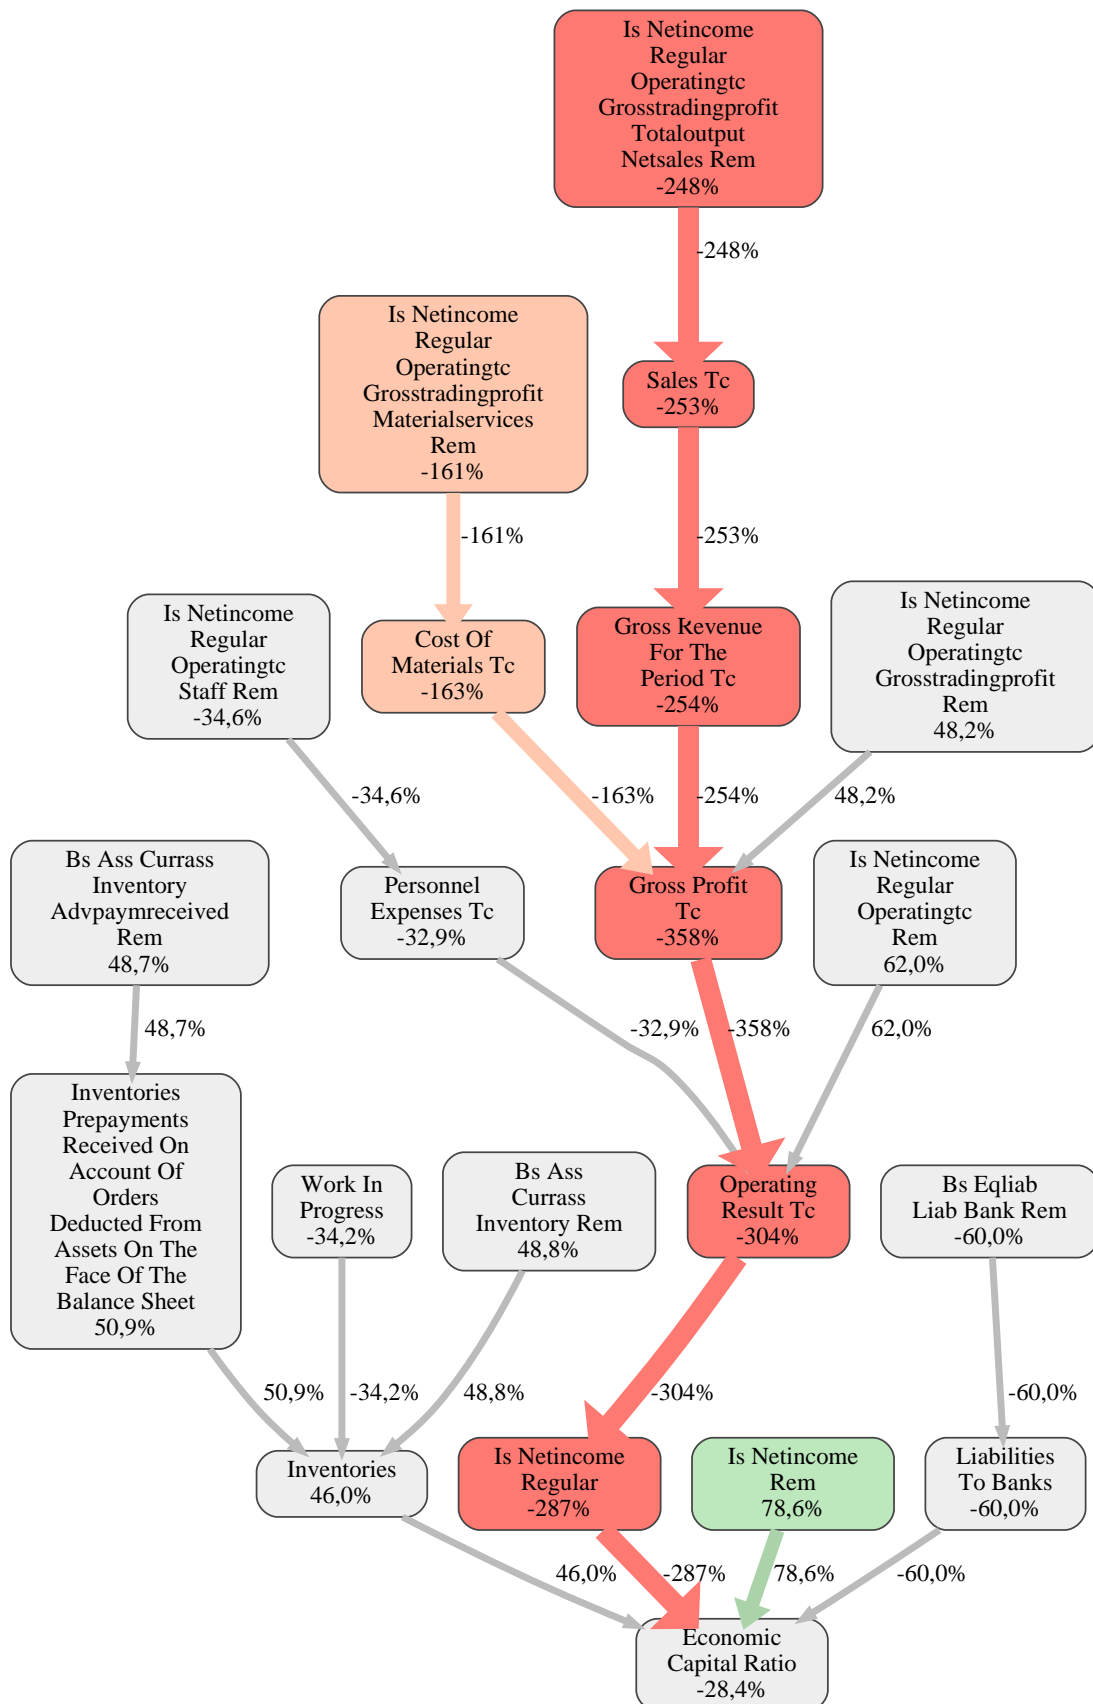 Is Netincome
Regular
Operatingtc
Grosstradingprofit
Totaloutput
Netsales Rem
-248%
-248%
Is Netincome
Regular
Operatingtc
Grosstradingprofit
Materialservices
Rem
-161%
Sales Tc
-253%
-161%
-253%
Is Netincome
Regular
Operatingtc
Staff Rem
-34,6%
Cost Of
Materials Tc
-163%
Gross Revenue
For The
Period Tc
-254%
Is Netincome
Regular
Operatingtc
Grosstradingprofit
Rem
48,2%
-34,6%
-163%
-254%
48,2%
Bs Ass Currass
Inventory
Advpaymreceived
Rem
48,7%
Personnel
Expenses Tc
-32,9%
Gross Profit
Tc
-358%
Is Netincome
Regular
Operatingtc
Rem
62,0%
48,7%
-32,9%
-358%
62,0%
Inventories
Prepayments
Received On
Account Of
Orders
Deducted From
Assets On The
Face Of The
Balance Sheet
50,9%
Work In
Progress
-34,2%
Bs Ass
Currass
Inventory Rem
48,8%
Operating
Result Tc
-304%
Bs Eqliab
Liab Bank Rem
-60,0%
50,9%
-34,2%
48,8%
-304%
-60,0%
Inventories
46,0%
Is Netincome
Regular
-287%
Is Netincome
Rem
78,6%
Liabilities
To Banks
-60,0%
46,0%
-287%
78,6%
-60,0%
Economic
Capital Ratio
-28,4%